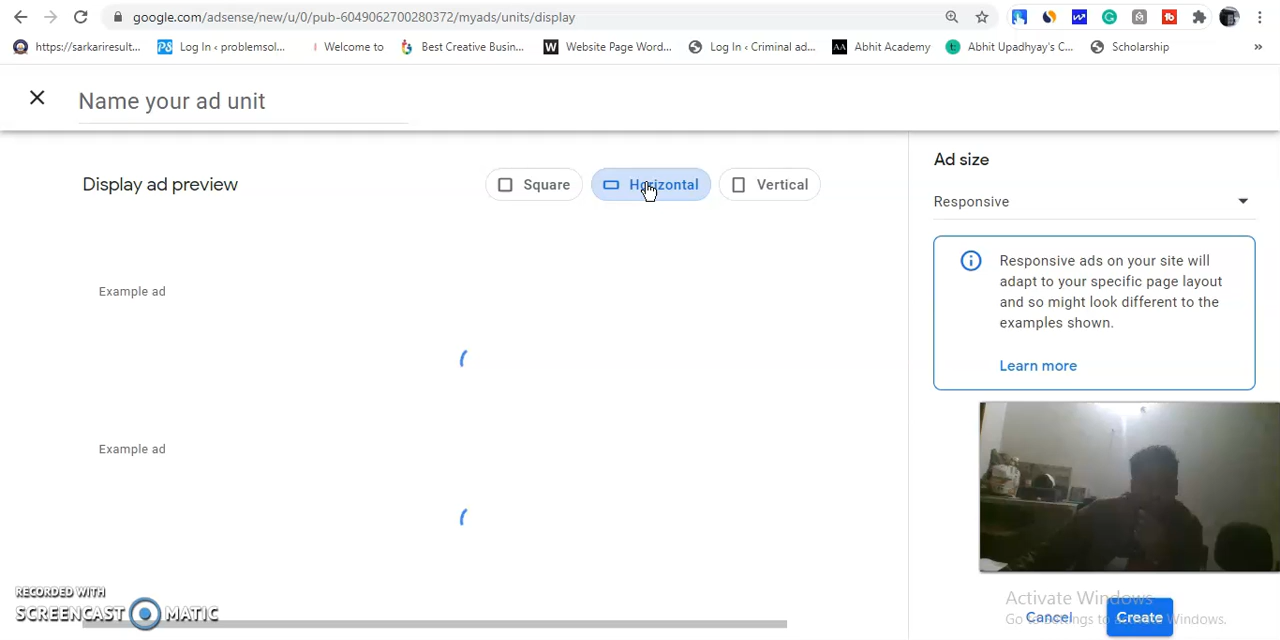 google.com/adsense/new/u/0/pub-6049062700280372/myads/units/display
https://sarkariresult... Log In ‹ problemsol... Welcome to Best Creative Busin... Website Page Word... Log In ‹ Criminal ad... Abhit Academy Abhit Upadhyay's C... Scholarship »
Name your ad unit
Display ad preview
Square
Horizontal
Vertical
Example ad
Example ad
Ad size
Responsive
Responsive ads on your site will
adapt to your specific page layout
and so might look different to the
examples shown.
Learn more
Activate Windows
Go to Settings to activate Windows.
Cancel
Create
RECORDED WITH
SCREENCAST MATIC